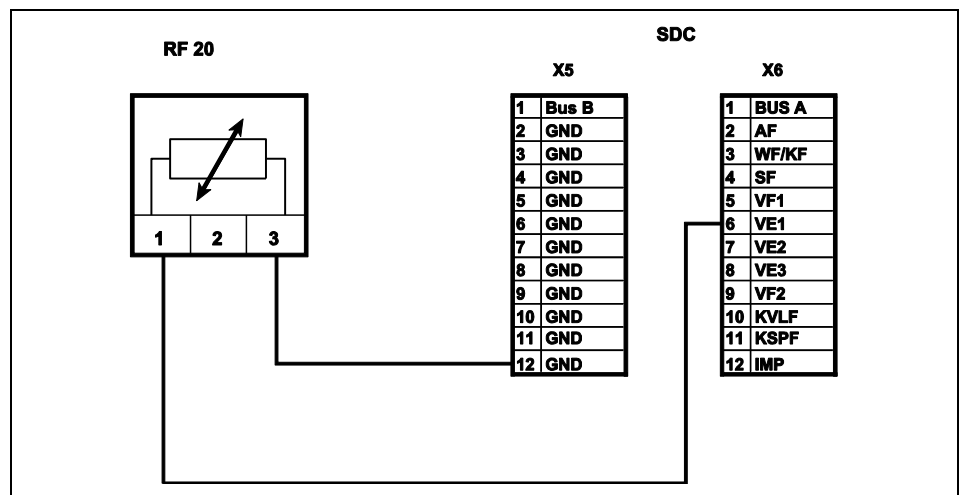 RF 20
SDC
X5
X6
1 2 3
1 Bus B
2 GND
3 GND
4 GND
5 GND
6 GND
7 GND
8 GND
9 GND
10 GND
11 GND
12 GND
1 BUS A
2 AF
3 WF/KF
4 SF
5 VF1
6 VE1
7 VE2
8 VE3
9 VF2
10 KVLF
11 KSPF
12 IMP